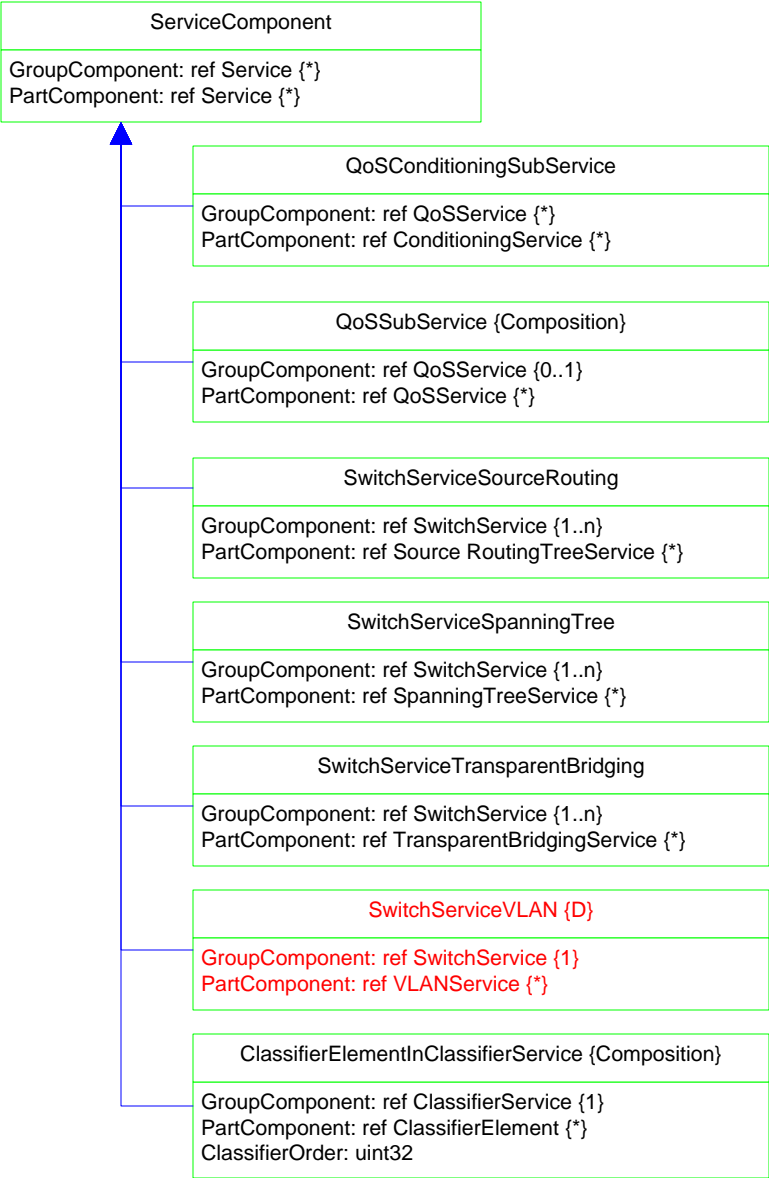 ServiceComponent
GroupComponent: ref Service {*}
PartComponent: ref Service {*}
QoSConditioningSubService
GroupComponent: ref QoSService {*}
PartComponent: ref ConditioningService {*}
QoSSubService {Composition}
GroupComponent: ref QoSService {0..1}
PartComponent: ref QoSService {*}
SwitchServiceSourceRouting
GroupComponent: ref SwitchService {1..n}
PartComponent: ref Source RoutingTreeService {*}
SwitchServiceSpanningTree
GroupComponent: ref SwitchService {1..n}
PartComponent: ref SpanningTreeService {*}
SwitchServiceTransparentBridging
GroupComponent: ref SwitchService {1..n}
PartComponent: ref TransparentBridgingService {*}
SwitchServiceVLAN {D}
GroupComponent: ref SwitchService {1}
PartComponent: ref VLANService {*}
ClassifierElementInClassifierService {Composition}
GroupComponent: ref ClassifierService {1}
PartComponent: ref ClassifierElement {*}
ClassifierOrder: uint32